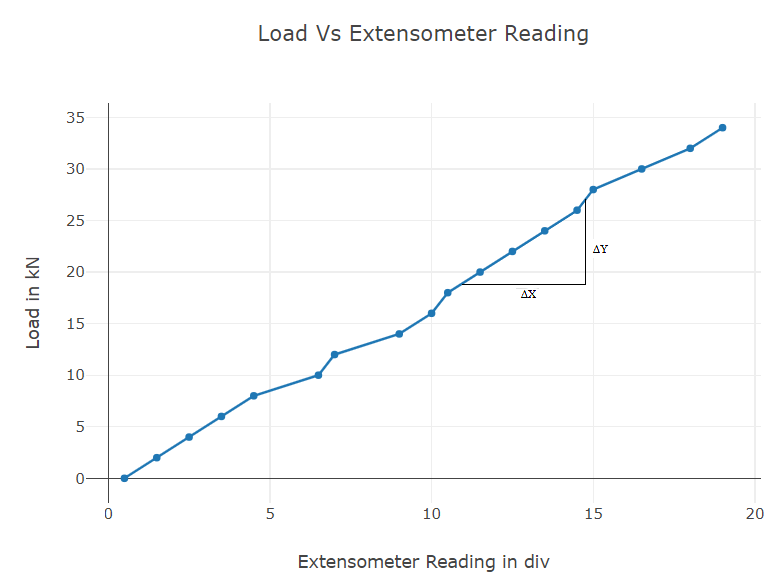 Load Vs Extensometer Reading
35
30
25
20
15
10
5
0
Load in kN
ΔY
ΔX
0 5 10 15 20
Extensometer Reading in div